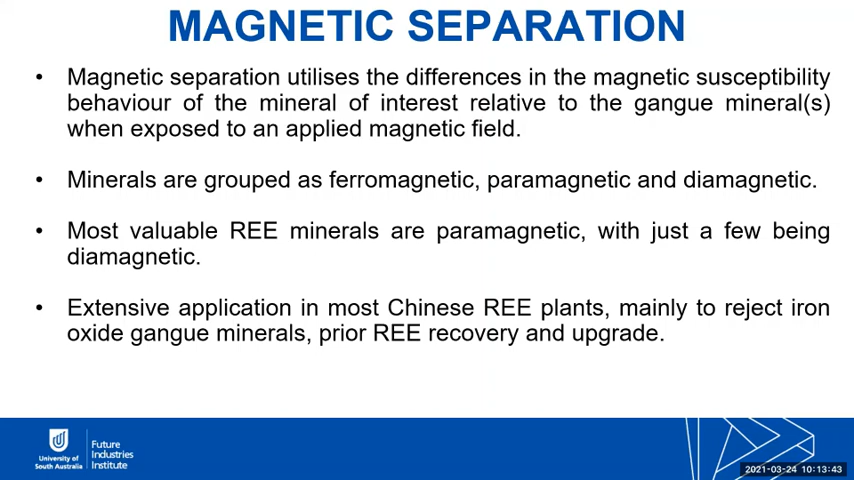 MAGNETIC SEPARATION
• Magnetic separation utilises the differences in the magnetic susceptibility
behaviour of the mineral of interest relative to the gangue mineral(s)
when exposed to an applied magnetic field.
• Minerals are grouped as ferromagnetic, paramagnetic and diamagnetic.
• Most valuable REE minerals are paramagnetic, with just a few being
diamagnetic.
• Extensive application in most Chinese REE plants, mainly to reject iron
oxide gangue minerals, prior REE recovery and upgrade.
University of
South Australia
Future
Industries
Institute
2021-03-24 10:13:43